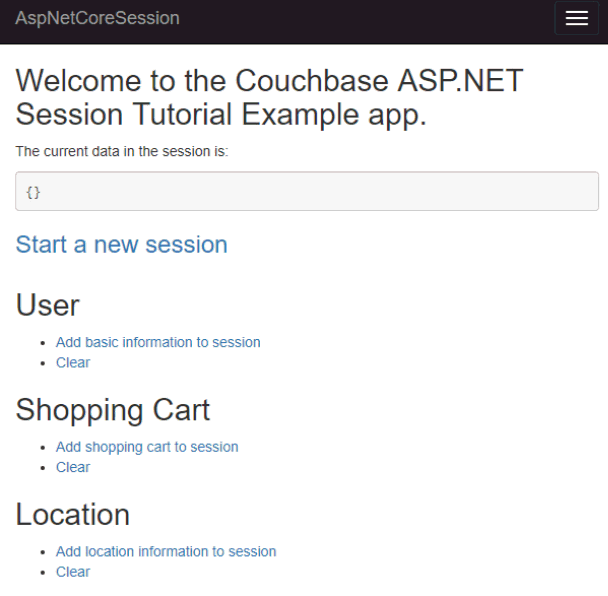 AspNetCoreSession
Welcome to the Couchbase ASP.NET
Session Tutorial Example app.
The current data in the session is:
{}
Start a new session
User
Add basic information to session
Clear
Shopping Cart
Add shopping cart to session
Clear
Location
Add location information to session
Clear